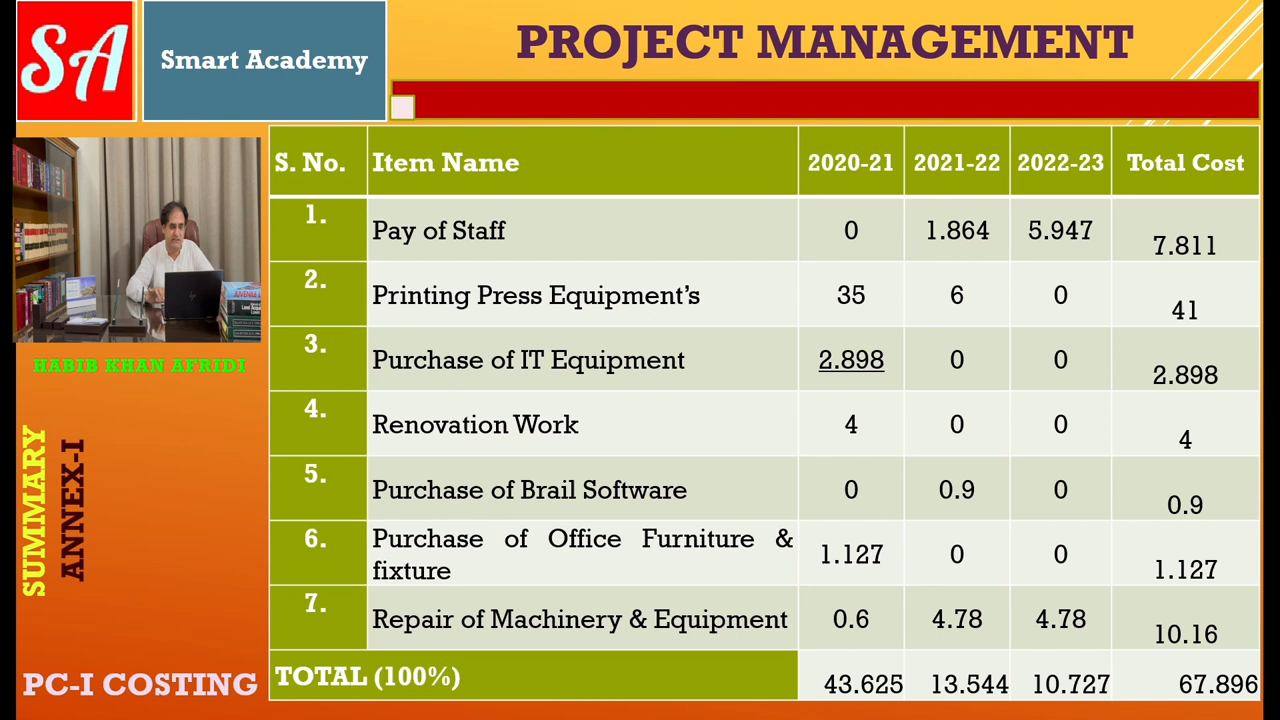 SA
Smart Academy
PROJECT MANAGEMENT
HABIB KHAN AFRIDI
SUMMARY
ANNEX-I
PC-I COSTING
S. No. Item Name 2020-21 2021-22 2022-23 Total Cost
1. Pay of Staff 0 1.864 5.947 7.811
2. Printing Press Equipment’s 35 6 0 41
3. Purchase of IT Equipment 2.898 0 0 2.898
4. Renovation Work 4 0 0 4
5. Purchase of Brail Software 0 0.9 0 0.9
6. Purchase of Office Furniture &
fixture 1.127 0 0 1.127
7. Repair of Machinery & Equipment 0.6 4.78 4.78 10.16
TOTAL (100%) 43.625 13.544 10.727 67.896